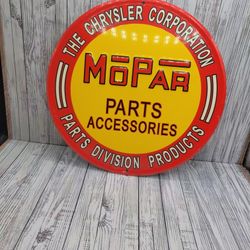 THE CHRYSLER CORPORATION
MOPAR
PARTS
ACCESSORIES
PARTS DIVISION PRODUCTS